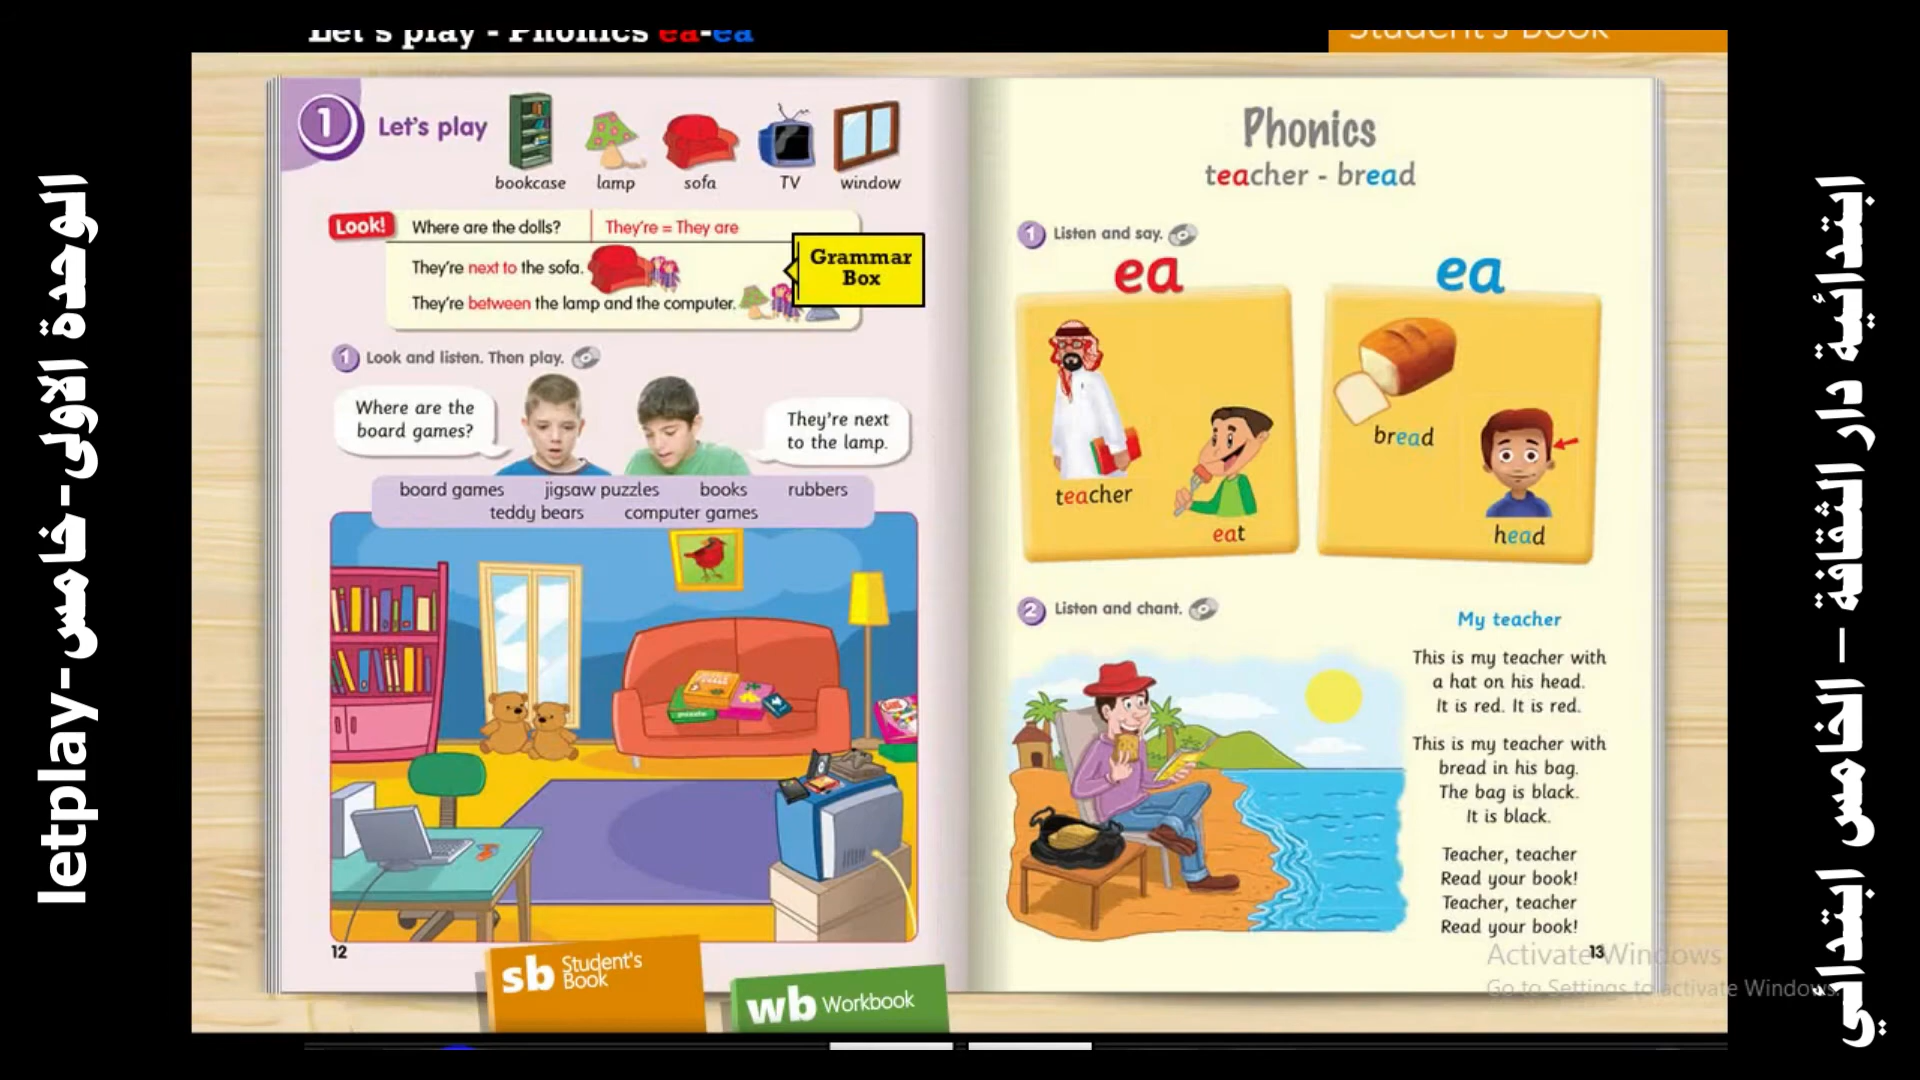 Let's play - Phonics ea-ea
Student's Book
1 Let's play
bookcase lamp sofa TV window
Look! Where are the dolls? They're = They are
They're next to the sofa.
They're between the lamp and the computer.
Grammar
Box
1 Look and listen. Then play.
Where are the
board games?
They're next
to the lamp.
board games jigsaw puzzles books rubbers
teddy bears computer games
12
sb Student's
Book
wb Workbook
Phonics
teacher - bread
1 Listen and say.
ea ea
teacher
eat
bread
head
2 Listen and chant.
My teacher
This is my teacher with
a hat on his head.
It is red. It is red.
This is my teacher with
bread in his bag.
The bag is black.
It is black.
Teacher, teacher
Read your book!
Teacher, teacher
Read your book!
13
Activate Windows
Go to Settings to activate Windows.
الوحدة الاولى-خامس-letplay
ابتدائية دار الثقافة – الخامس ابتدائي